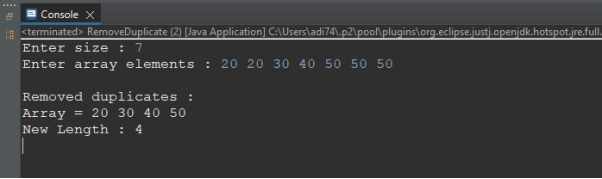 Console
<terminated> RemoveDuplicate (2) [Java Application] C:\Users\adi74\.p2\pool\plugins\org.eclipse.justj.openjdk.hotspot.jre.full.
Enter size : 7
Enter array elements : 20 20 30 40 50 50 50
Removed duplicates :
Array = 20 30 40 50
New Length : 4